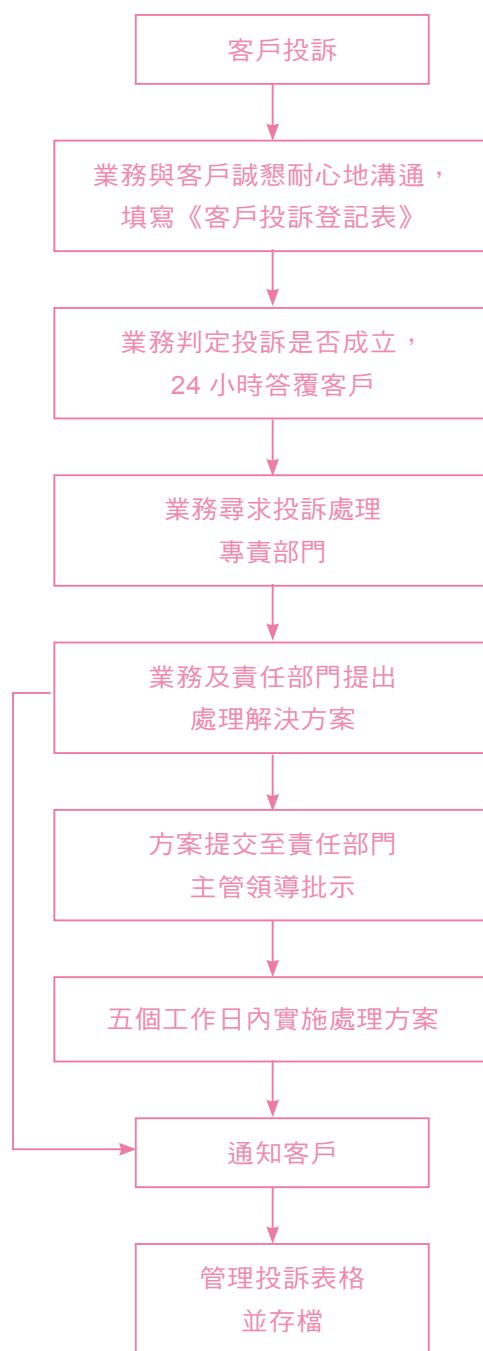 客戶投訴
業務與客戶誠懇耐心地溝通，
填寫《客戶投訴登記表》
業務判定投訴是否成立，
24 小時答覆客戶
業務尋求投訴處理
專責部門
業務及責任部門提出
處理解決方案
方案提交至責任部門
主管領導批示
五個工作日內實施處理方案
通知客戶
管理投訴表格
並存檔